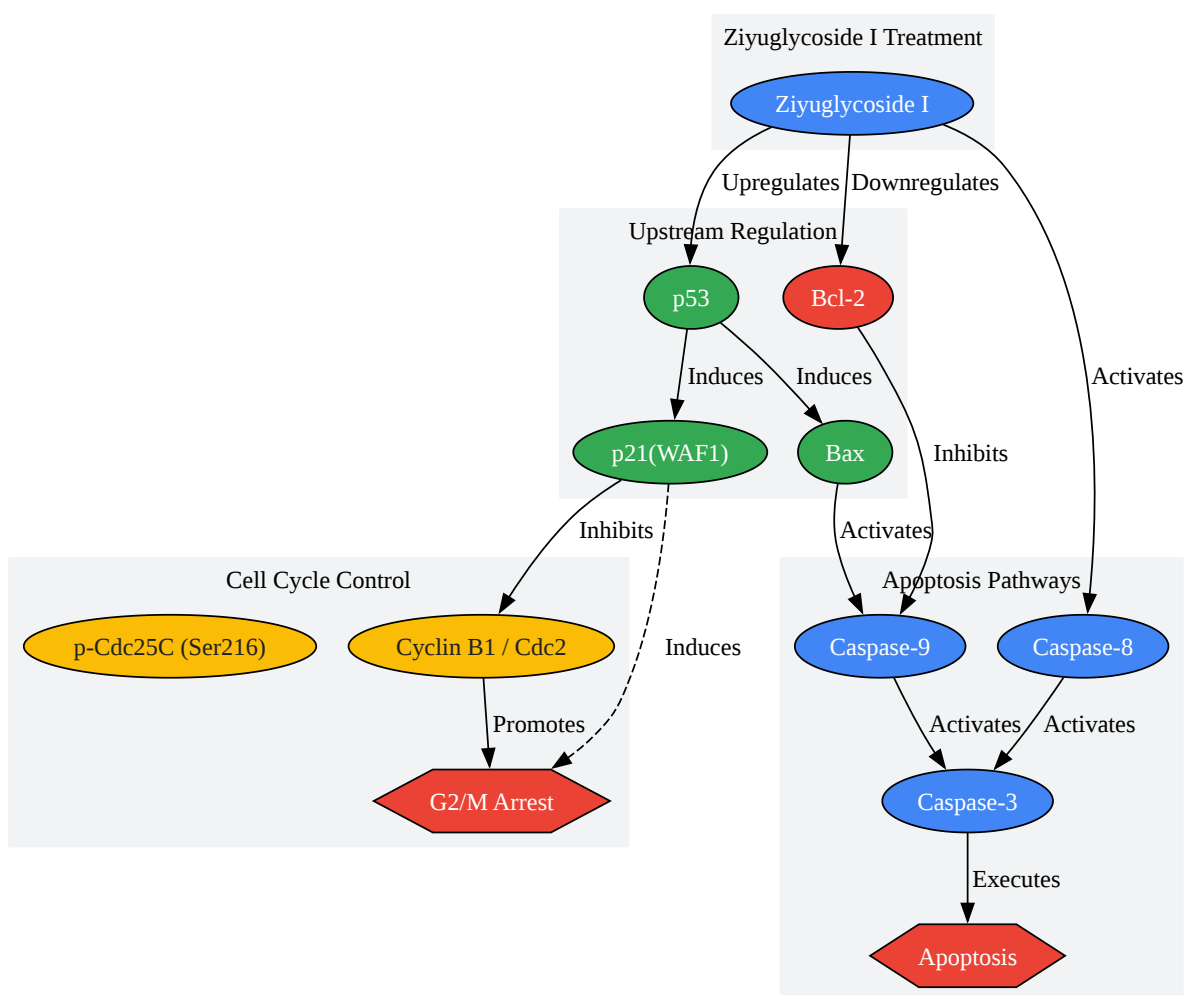 Ziyuglycoside I Treatment
Ziyuglycoside I
Upregulates
Downregulates
Upstream Regulation
p53
Bcl-2
Induces
Induces
Activates
p21(WAF1)
Bax
Inhibits
Inhibits
Activates
Cell Cycle Control
Apoptosis Pathways
p-Cdc25C (Ser216)
Cyclin B1 / Cdc2
Induces
Caspase-9
Caspase-8
Promotes
Activates
Activates
G2/M Arrest
Caspase-3
Executes
Apoptosis